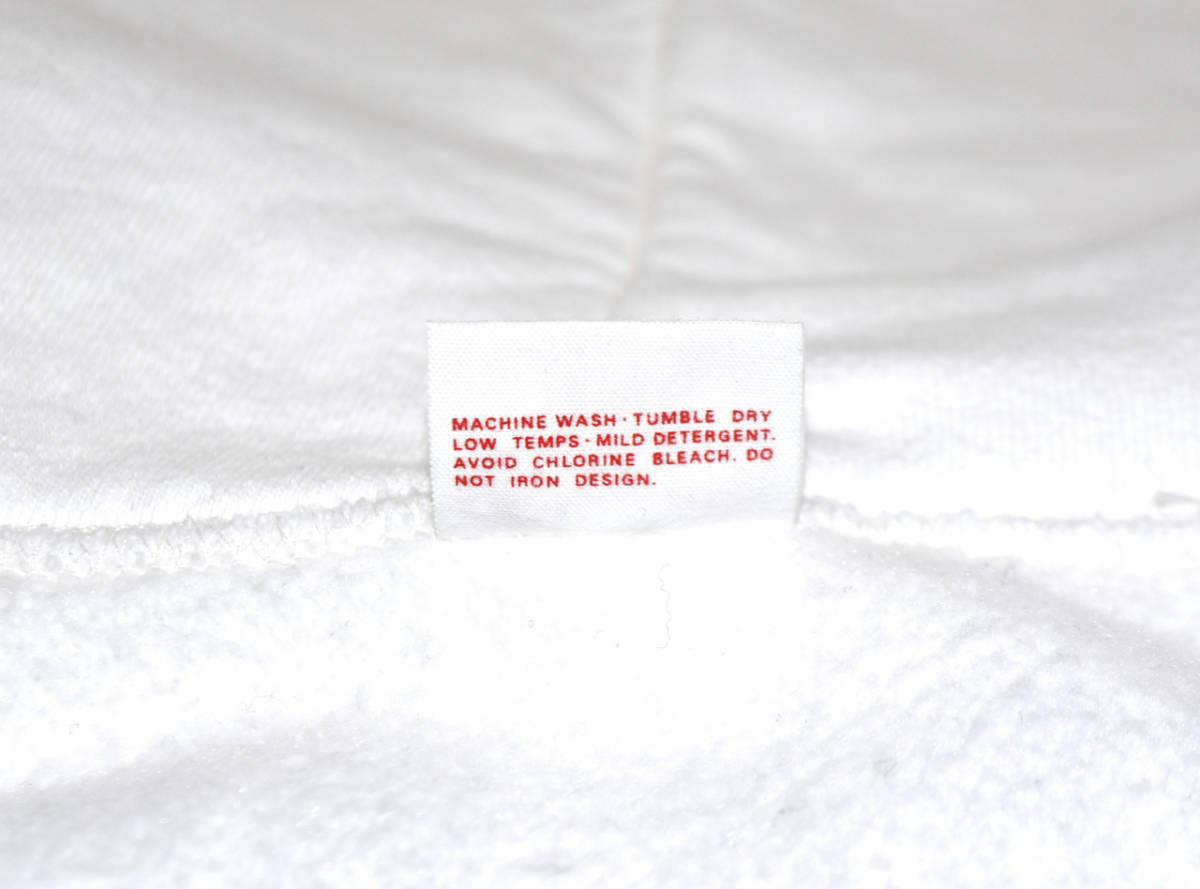 MACHINE WASH · TUMBLE DRY
LOW TEMPS · MILD DETERGENT.
AVOID CHLORINE BLEACH. DO
NOT IRON DESIGN.